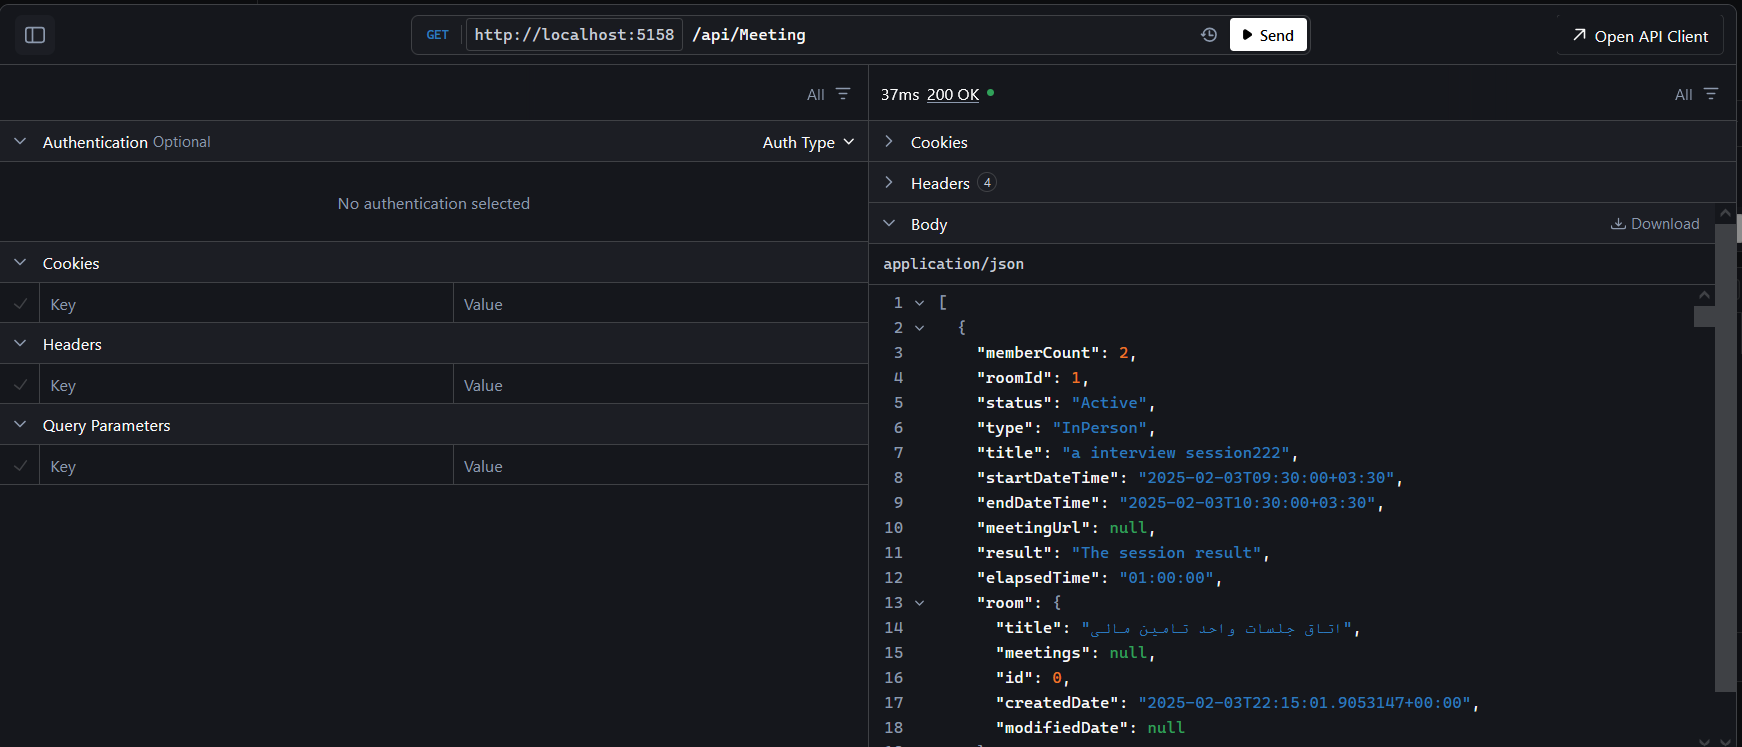 GET http://localhost:5158 /api/Meeting Send Open API Client
All
Authentication Optional Auth Type
No authentication selected
Cookies
Key Value
Headers
Key Value
Query Parameters
Key Value
37ms 200 OK All
Cookies
Headers 4
Body Download
application/json
1 [
2 {
3 "memberCount": 2,
4 "roomId": 1,
5 "status": "Active",
6 "type": "InPerson",
7 "title": "a interview session222",
8 "startDateTime": "2025-02-03T09:30:00+03:30",
9 "endDateTime": "2025-02-03T10:30:00+03:30",
10 "meetingUrl": null,
11 "result": "The session result",
12 "elapsedTime": "01:00:00",
13 "room": {
14 "title": "اتاق جلسات واحد تامین مالی",
15 "meetings": null,
16 "id": 0,
17 "createdDate": "2025-02-03T22:15:01.9053147+00:00",
18 "modifiedDate": null